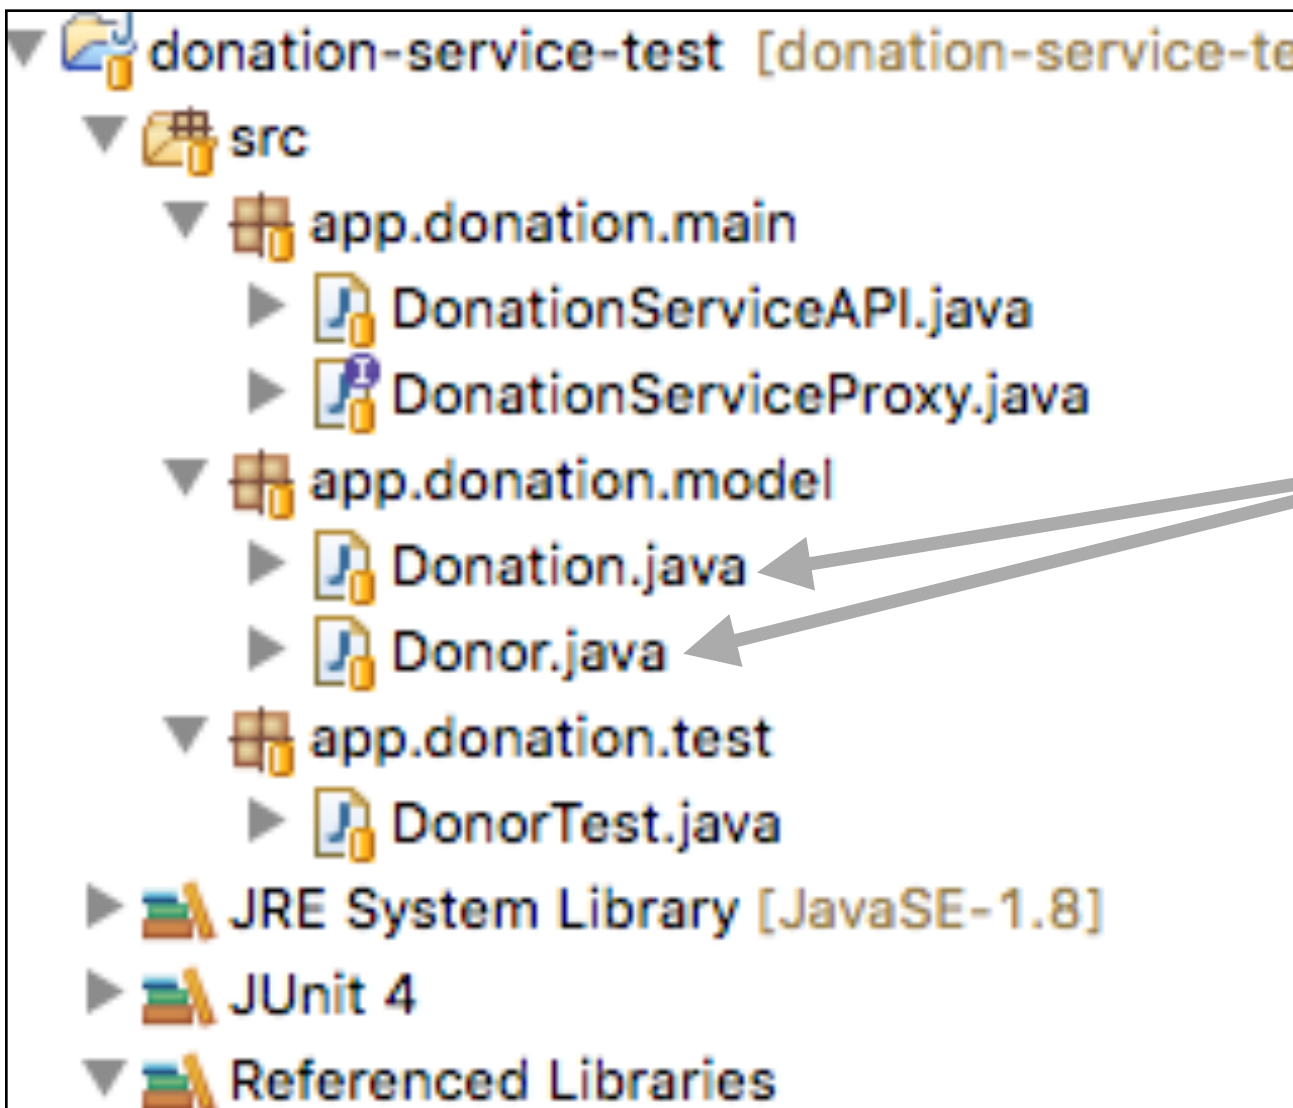 donation-service-test [donation-service-te
src
app.donation.main
DonationServiceAPI.java
DonationServiceProxy.java
app.donation.model
Donation.java
Donor.java
app.donation.test
DonorTest.java
JRE System Library [JavaSE-1.8]
JUnit 4
Referenced Libraries